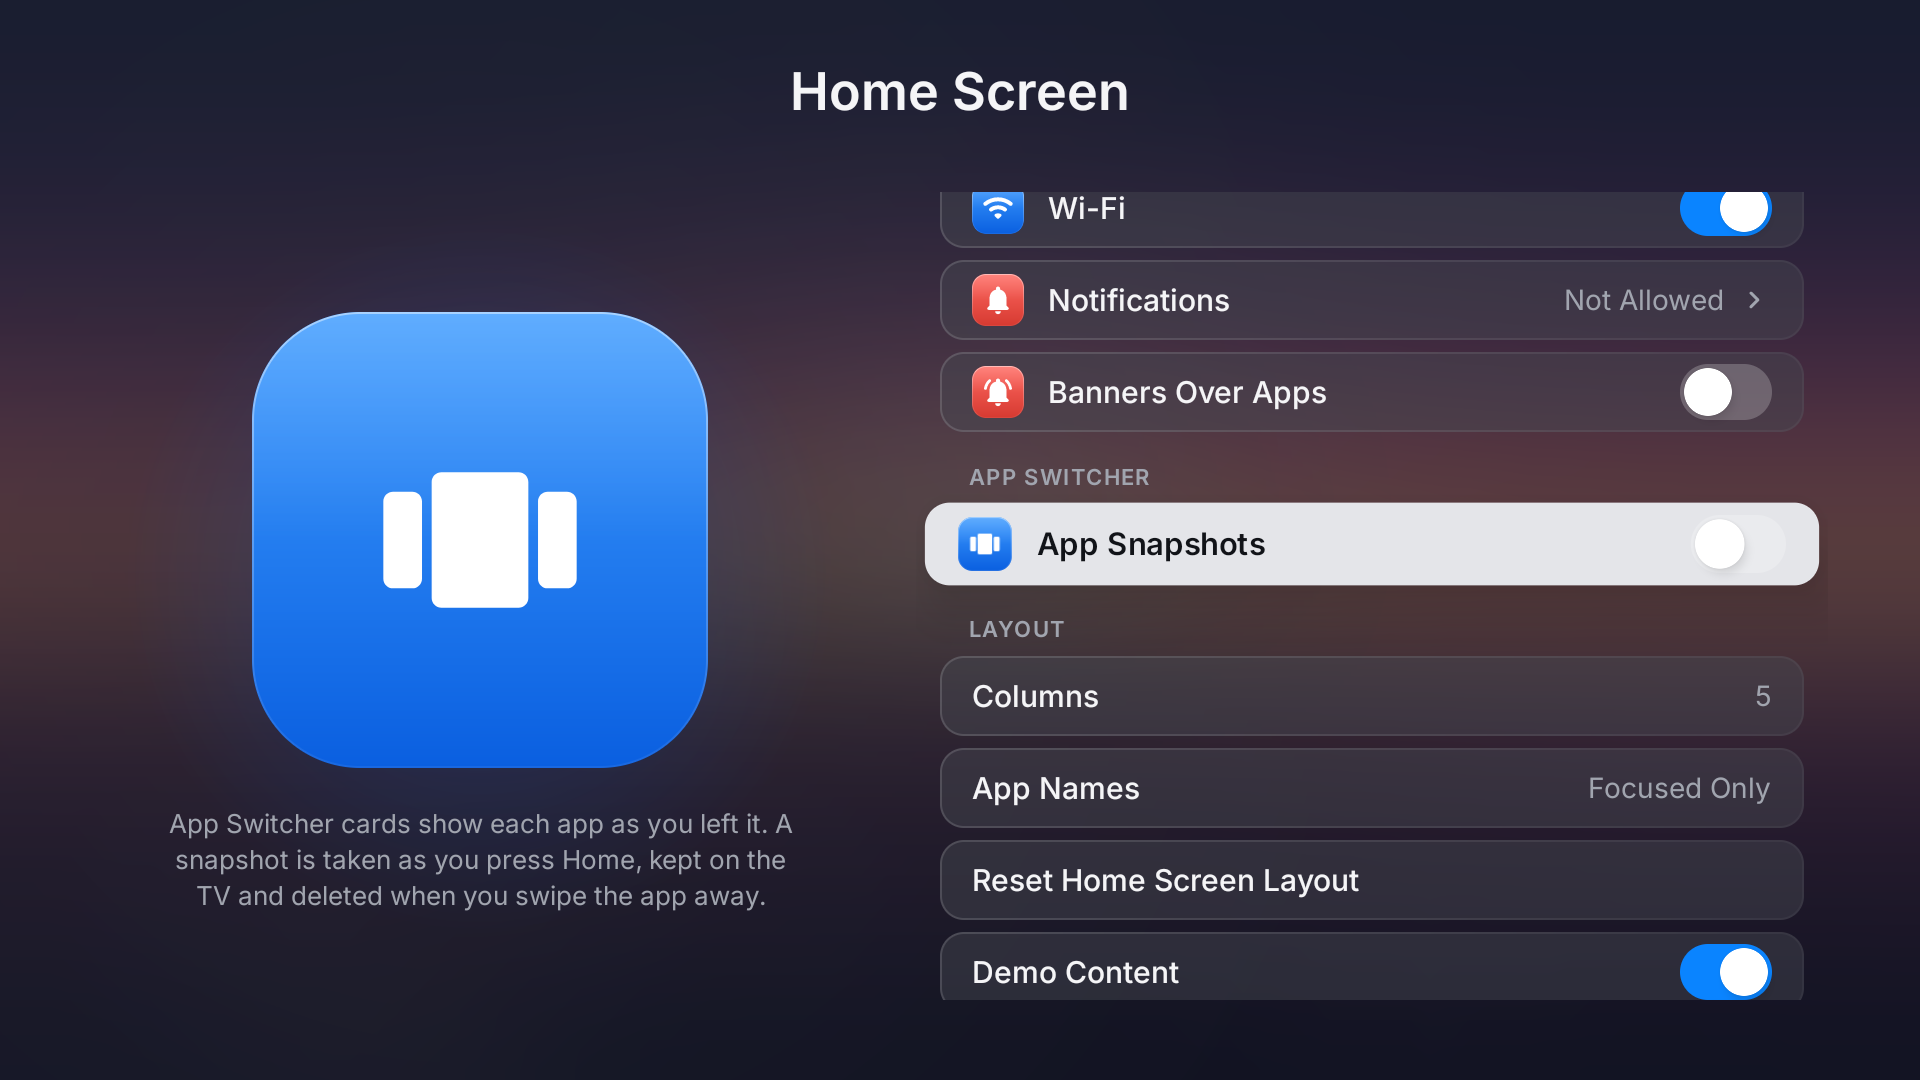 Home Screen
Wi-Fi
Notifications
Not Allowed
Banners Over Apps
APP SWITCHER
App Snapshots
LAYOUT
Columns
5
App Names
Focused Only
Reset Home Screen Layout
Demo Content
App Switcher cards show each app as you left it. A
snapshot is taken as you press Home, kept on the
TV and deleted when you swipe the app away.